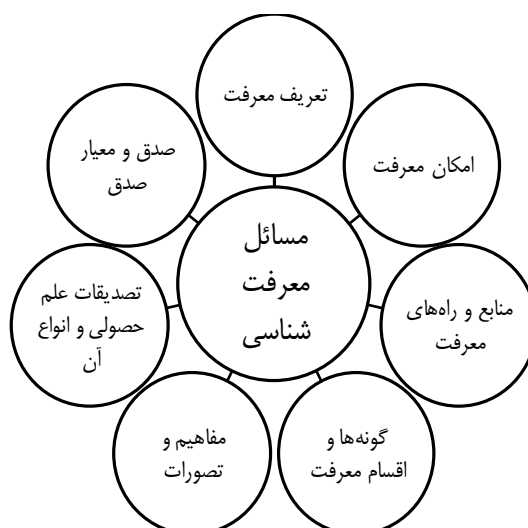 تعریف معرفت
امکان معرفت
منابع و راه‌های
معرفت
گونه‌ها و
اقسام معرفت
مفاهیم و
تصورات
تصدیقات علم
حصولی و انواع
آن
صدق و معیار
صدق
مسائل
معرفت
شناسی